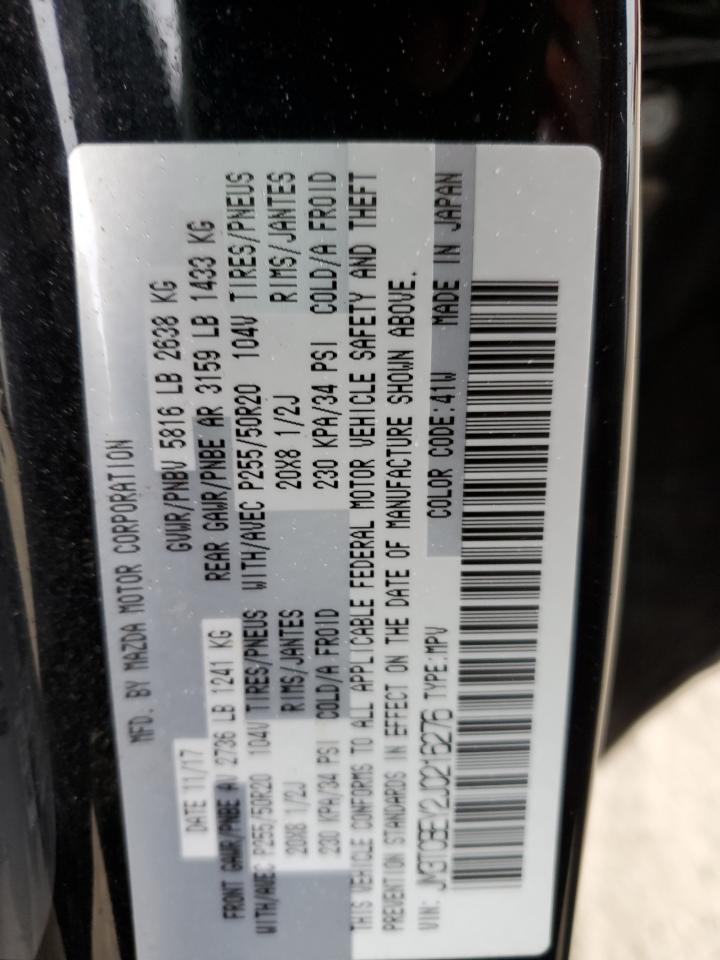 MFD. BY MAZDA MOTOR CORPORATION
DATE 11/17 GVWR/PNBV 5816 LB 2638 KG
FRONT GAWR/PNBE AV 2736 LB 1241 KG REAR GAWR/PNBE AR 3159 LB 1433 KG
WITH/AVEC P255/50R20 104V TIRES/PNEUS WITH/AVEC P255/50R20 104V TIRES/PNEUS
20X8 1/2J RIMS/JANTES 20X8 1/2J RIMS/JANTES
230 KPA/34 PSI COLD/A FROID 230 KPA/34 PSI COLD/A FROID
THIS VEHICLE CONFORMS TO ALL APPLICABLE FEDERAL MOTOR VEHICLE SAFETY AND THEFT
PREVENTION STANDARDS IN EFFECT ON THE DATE OF MANUFACTURE SHOWN ABOVE.
VIN: JM3TCBEY2J0216276 TYPE:MPV COLOR CODE:41W MADE IN JAPAN